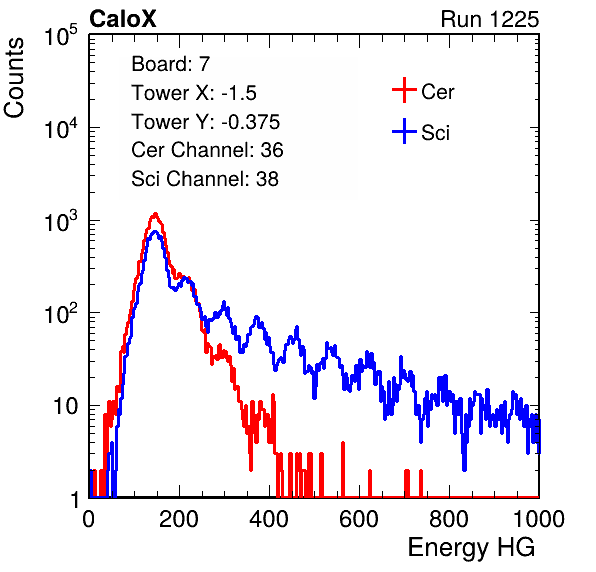 CaloX Run 1225
Counts
Board: 7
Tower X: -1.5
Tower Y: -0.375
Cer Channel: 36
Sci Channel: 38
Cer
Sci
10^5
10^4
10^3
10^2
10
1
0 200 400 600 800 1000
Energy HG